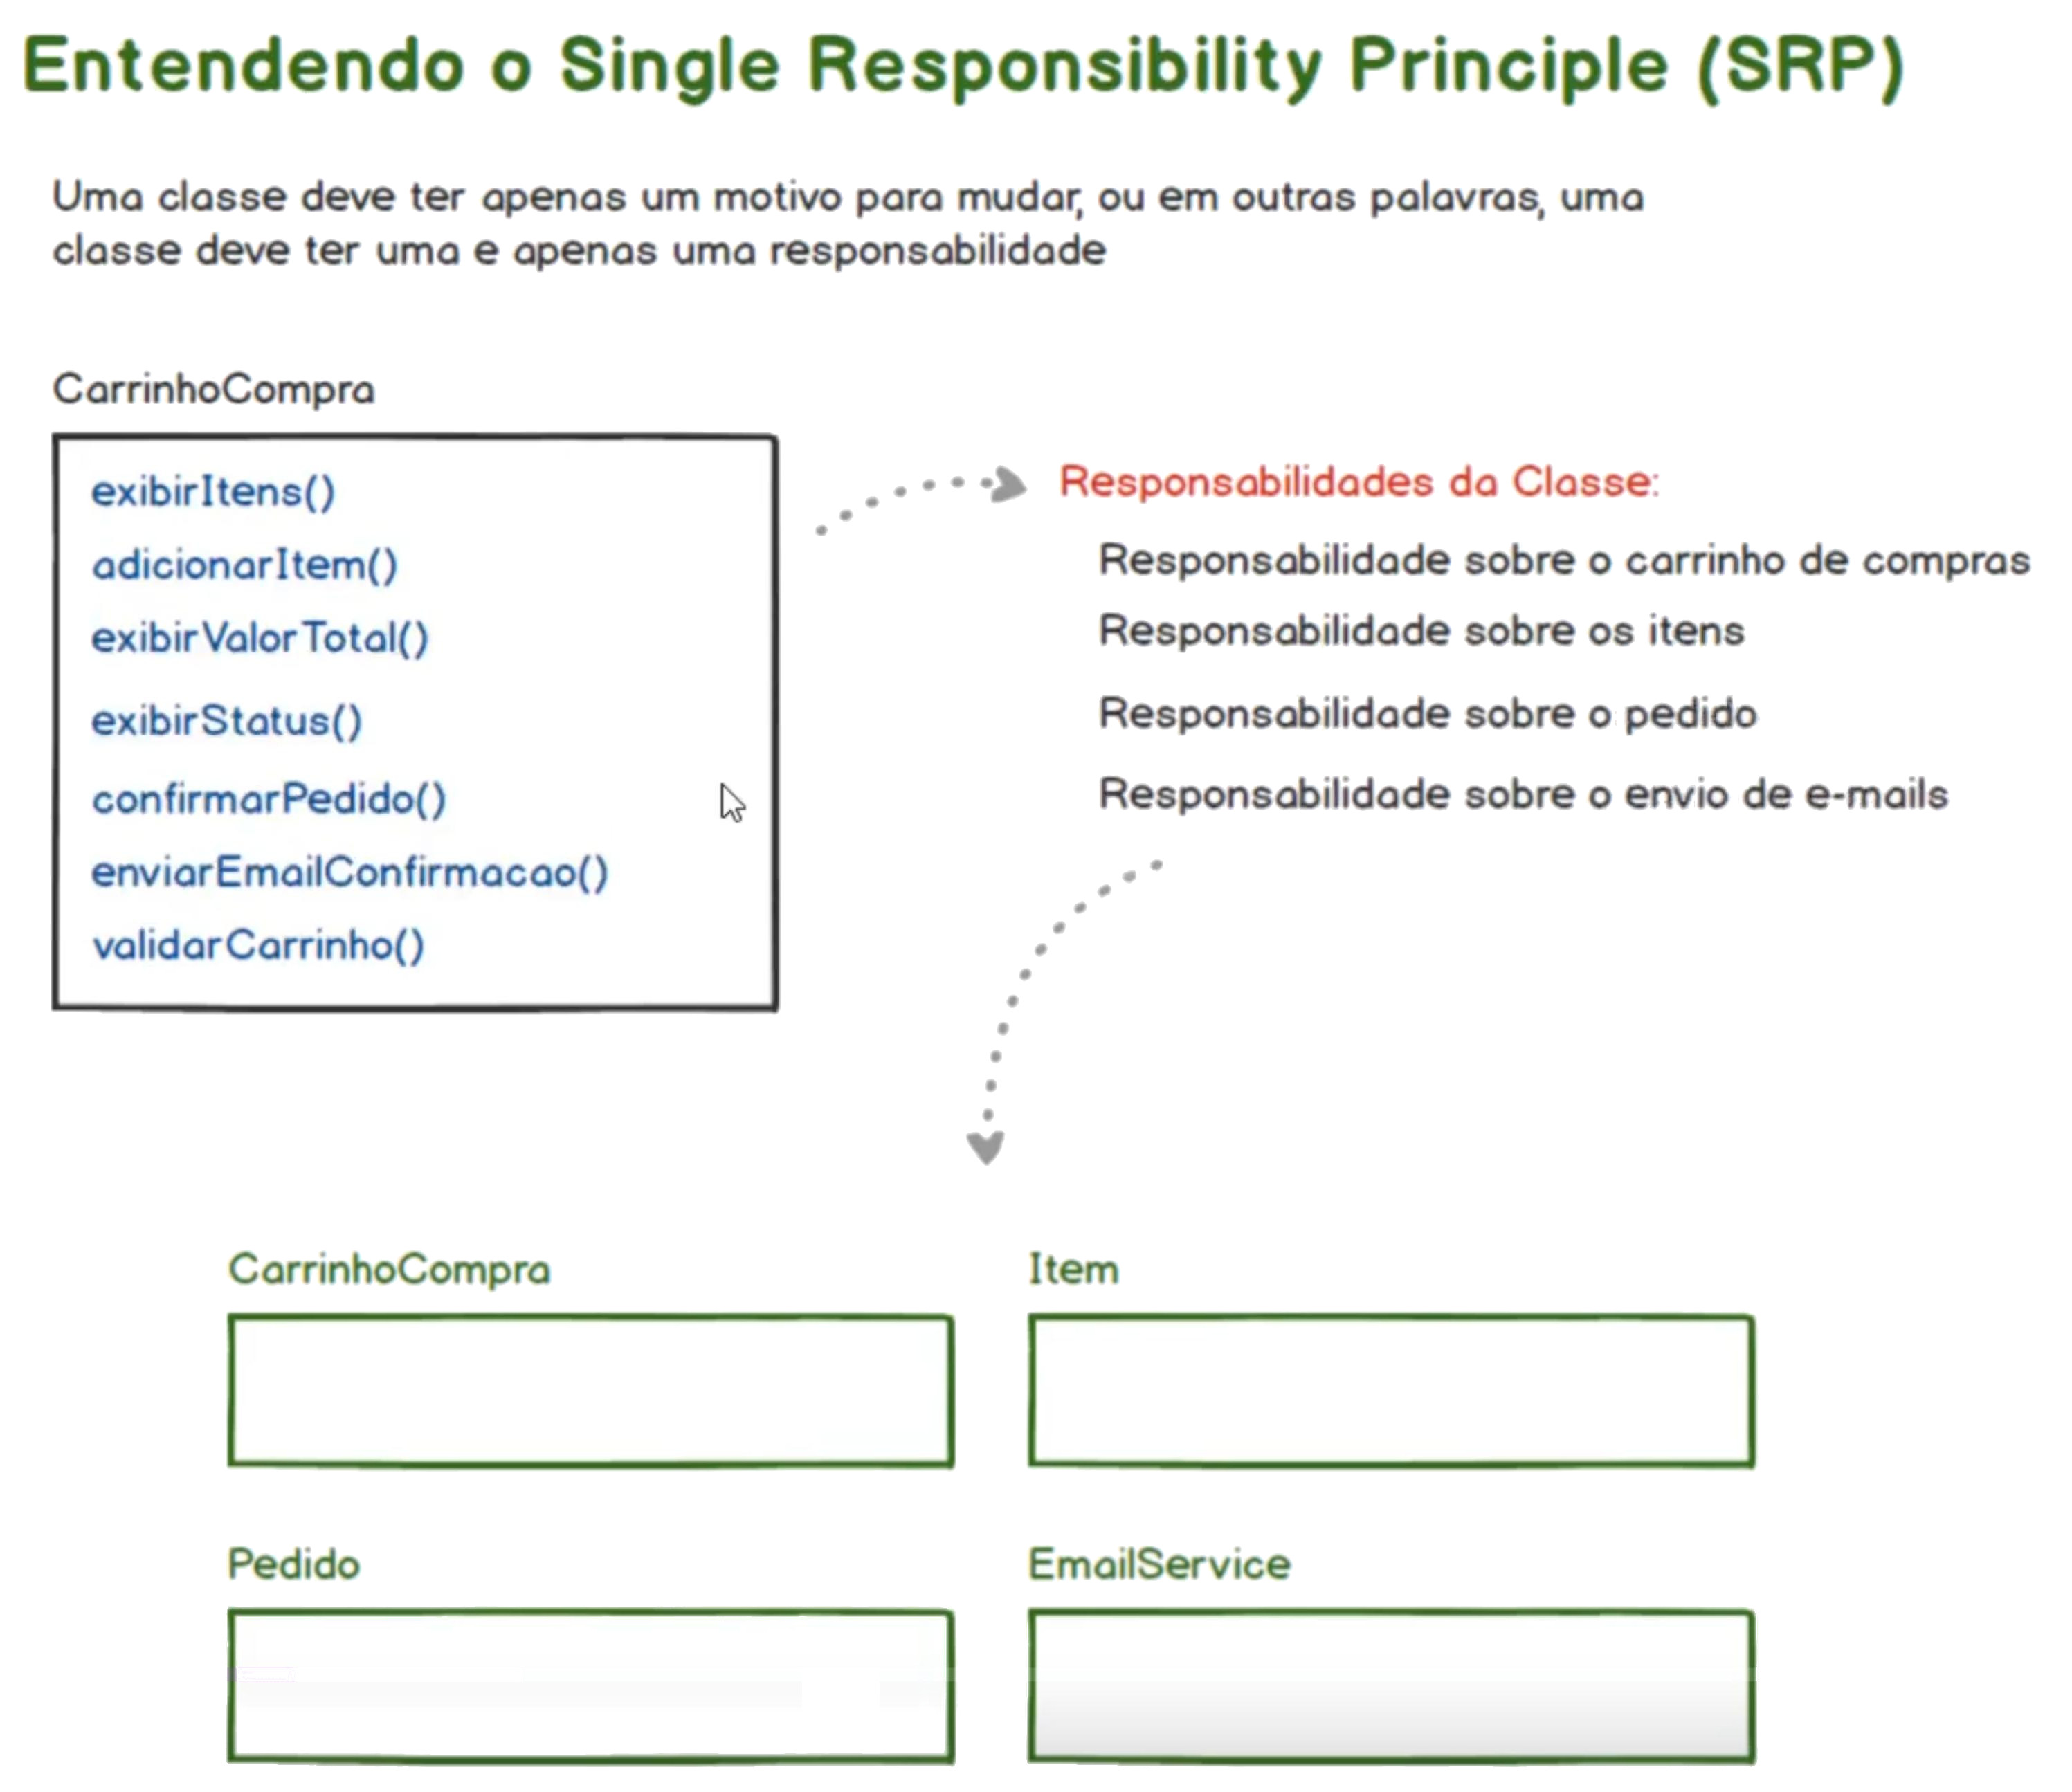 Entendendo o Single Responsibility Principle (SRP)
Uma classe deve ter apenas um motivo para mudar, ou em outras palavras, uma
classe deve ter uma e apenas uma responsabilidade
CarrinhoCompra
exibirItens()
adicionarItem()
exibirValorTotal()
exibirStatus()
confirmarPedido()
enviarEmailConfirmacao()
validarCarrinho()
Responsabilidades da Classe:
Responsabilidade sobre o carrinho de compras
Responsabilidade sobre os itens
Responsabilidade sobre o pedido
Responsabilidade sobre o envio de e-mails
CarrinhoCompra
Item
Pedido
EmailService